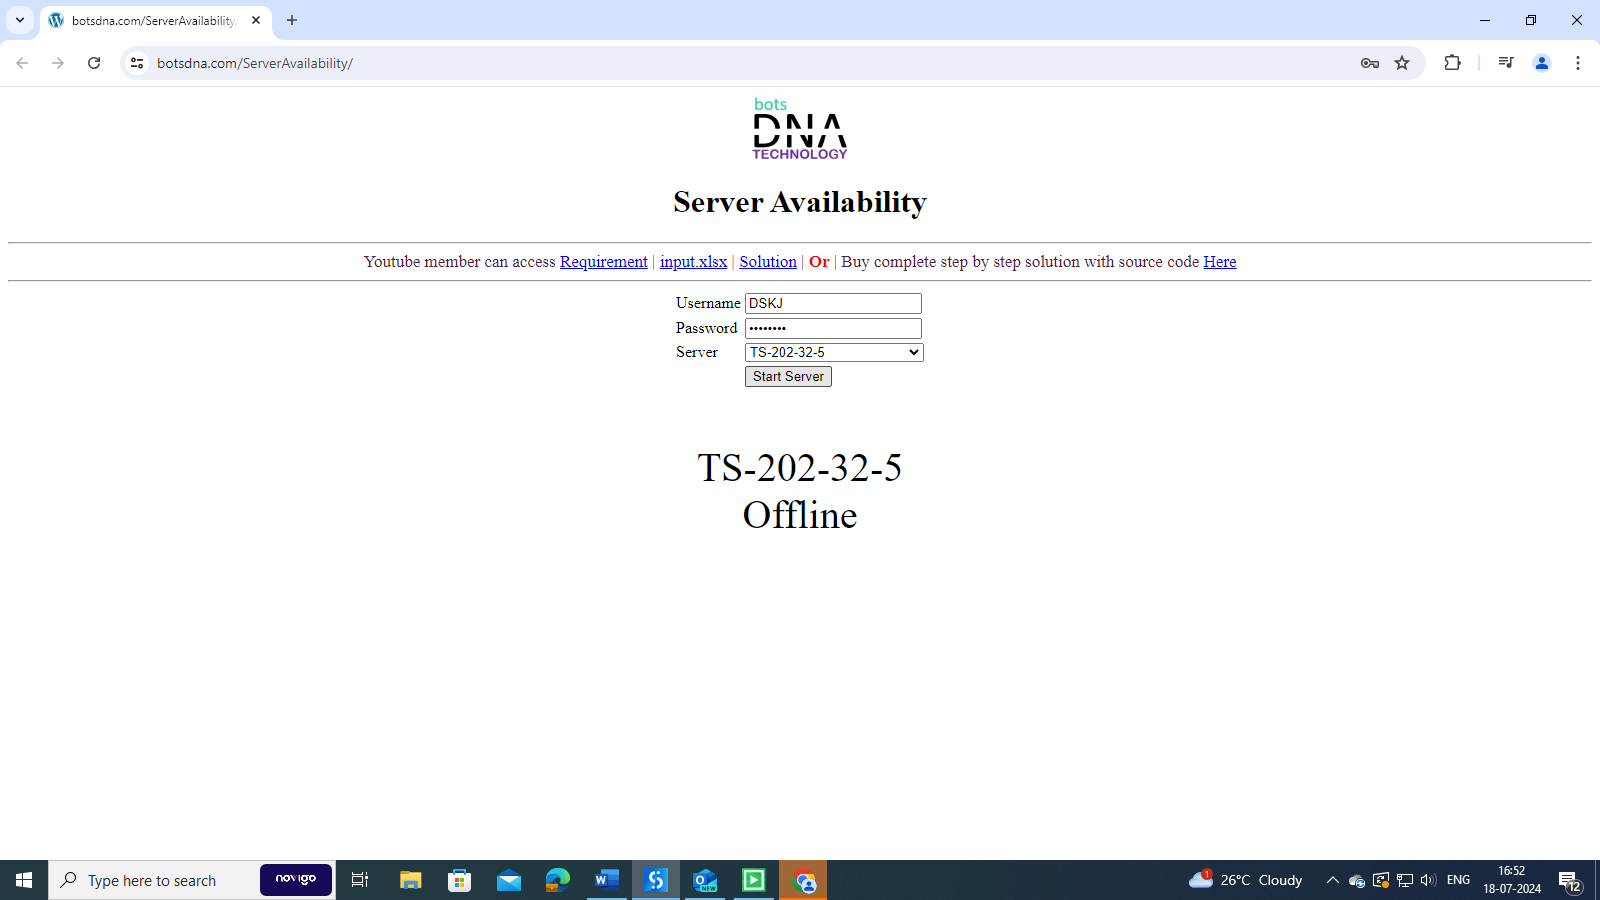 botsdna.com/ServerAvailability
botsdna.com/ServerAvailability/
bots
DNA
TECHNOLOGY
Server Availability
Youtube member can access Requirement | input.xlsx | Solution | Or | Buy complete step by step solution with source code Here
Username DSKJ
Password ••••••••
Server TS-202-32-5
Start Server
TS-202-32-5
Offline
Type here to search
novigo
NEW
1
26°C Cloudy
ENG
16:52
18-07-2024
12